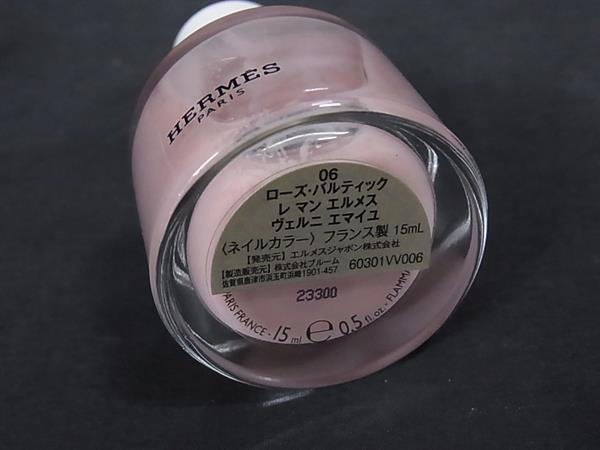 HERMES
PARIS
06
ローズ・バルティック
レ マン エルメス
ヴェルニ エマイユ
〈ネイルカラー〉フランス製 15mL
【発売元】エルメスジャポン株式会社
【製造販売元】株式会社ブルーム
佐賀県唐津市浜玉町浜崎1901-457
60301VV006
23300
PARIS FRANCE - 15 ml e 0.5 fl.oz. - FLAMMA